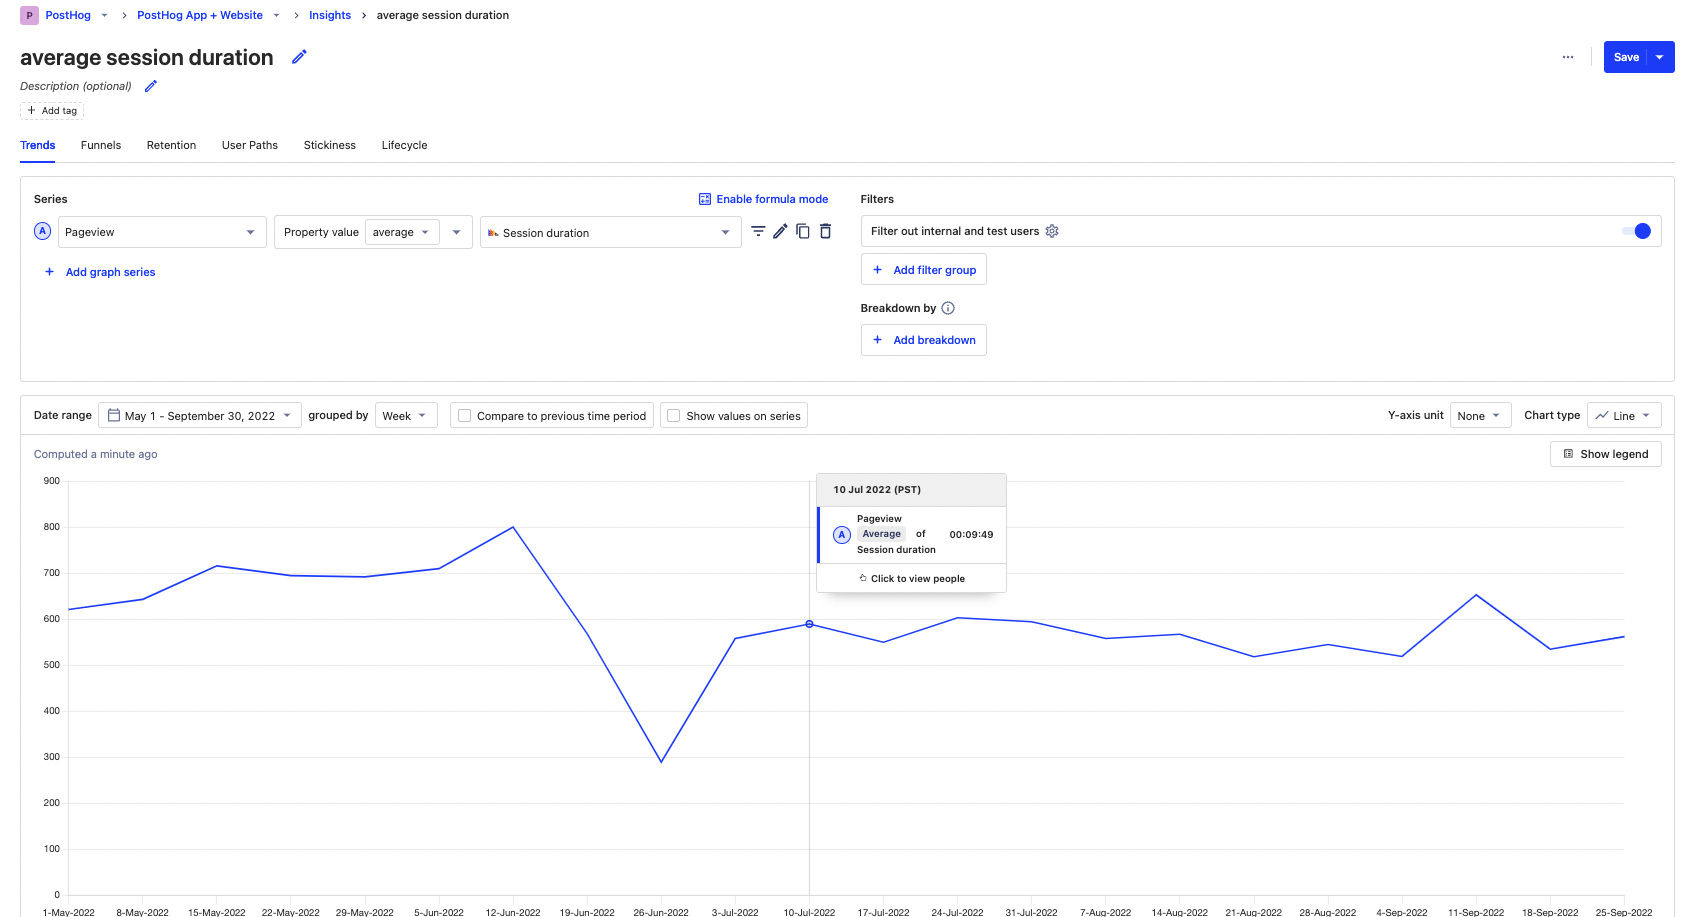 P PostHog PostHog App + Website Insights average session duration
average session duration
Save
Description (optional)
+ Add tag
Trends Funnels Retention User Paths Stickiness Lifecycle
Series
Enable formula mode
A Pageview Property value average Session duration
+ Add graph series
Filters
Filter out internal and test users
+ Add filter group
Breakdown by
+ Add breakdown
Date range May 1 - September 30, 2022 grouped by Week Compare to previous time period Show values on series Y-axis unit None Chart type Line
Computed a minute ago
Show legend
900
800
700
600
500
400
300
200
100
0
10 Jul 2022 (PST)
A Pageview
Average of
Session duration
00:09:49
Click to view people
1-May-2022 8-May-2022 15-May-2022 22-May-2022 29-May-2022 5-Jun-2022 12-Jun-2022 19-Jun-2022 26-Jun-2022 3-Jul-2022 10-Jul-2022 17-Jul-2022 24-Jul-2022 31-Jul-2022 7-Aug-2022 14-Aug-2022 21-Aug-2022 28-Aug-2022 4-Sep-2022 11-Sep-2022 18-Sep-2022 25-Sep-2022